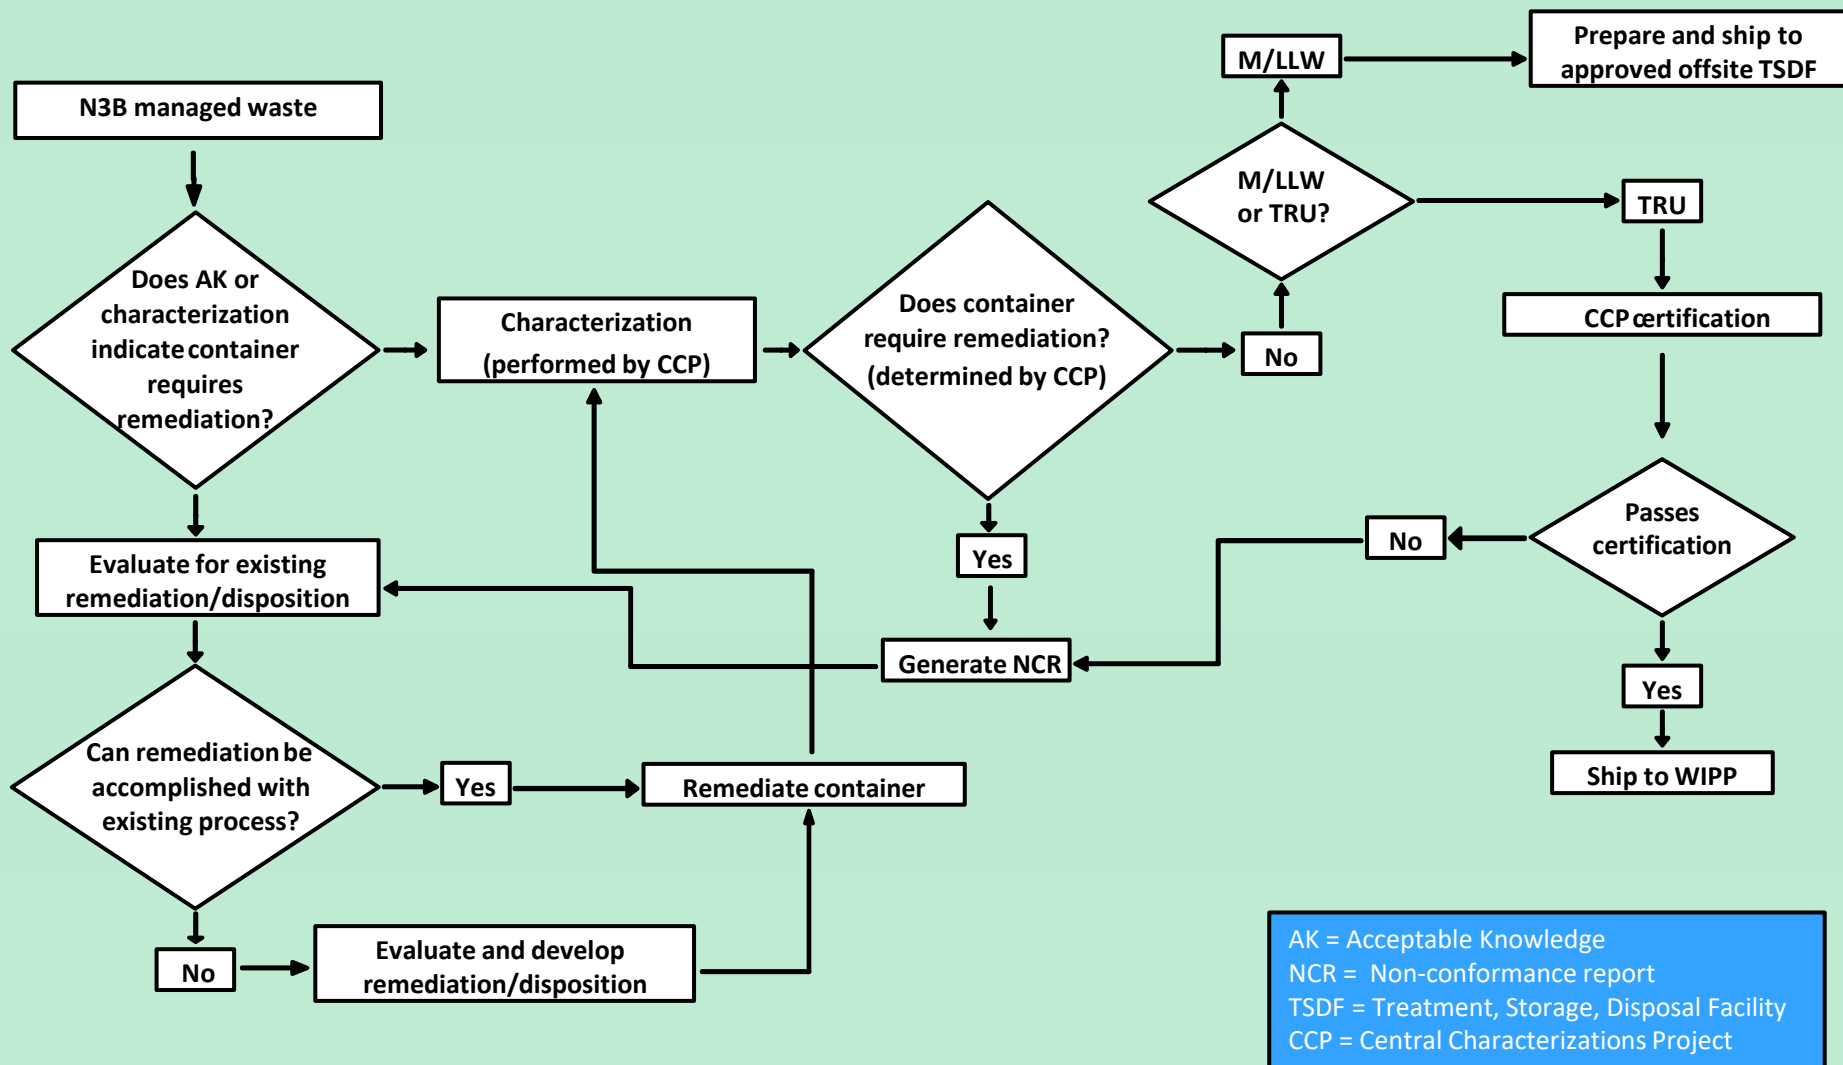 N3B managed waste
Does AK or
characterization
indicate container
requires
remediation?
Characterization
(performed by CCP)
Does container
require remediation?
(determined by CCP)
No
M/LLW
or TRU?
M/LLW
Prepare and ship to
approved offsite TSDF
TRU
CCP certification
Passes
certification
No
Yes
Ship to WIPP
Yes
Generate NCR
Evaluate for existing
remediation/disposition
Can remediation be
accomplished with
existing process?
Yes
Remediate container
No
Evaluate and develop
remediation/disposition
AK = Acceptable Knowledge
NCR = Non-conformance report
TSDF = Treatment, Storage, Disposal Facility
CCP = Central Characterizations Project